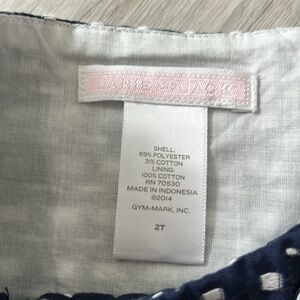 JANIE AND JACK
SHELL:
69% POLYESTER
31% COTTON
LINING:
100% COTTON
RN 70530
MADE IN INDONESIA
©2014
GYM-MARK, INC.
2T